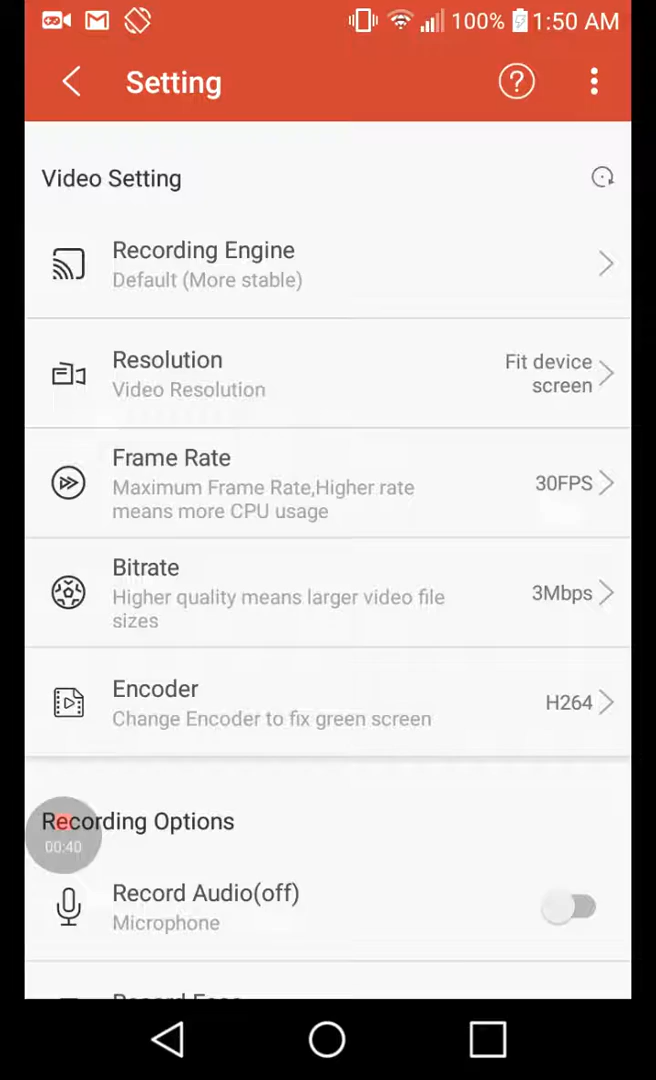 100% 1:50 AM
Setting
Video Setting
Recording Engine
Default (More stable)
Resolution
Video Resolution
Fit device
screen
Frame Rate
Maximum Frame Rate,Higher rate
means more CPU usage
30FPS
Bitrate
Higher quality means larger video file
sizes
3Mbps
Encoder
Change Encoder to fix green screen
H264
Recording Options
00:40
Record Audio(off)
Microphone
Record Face